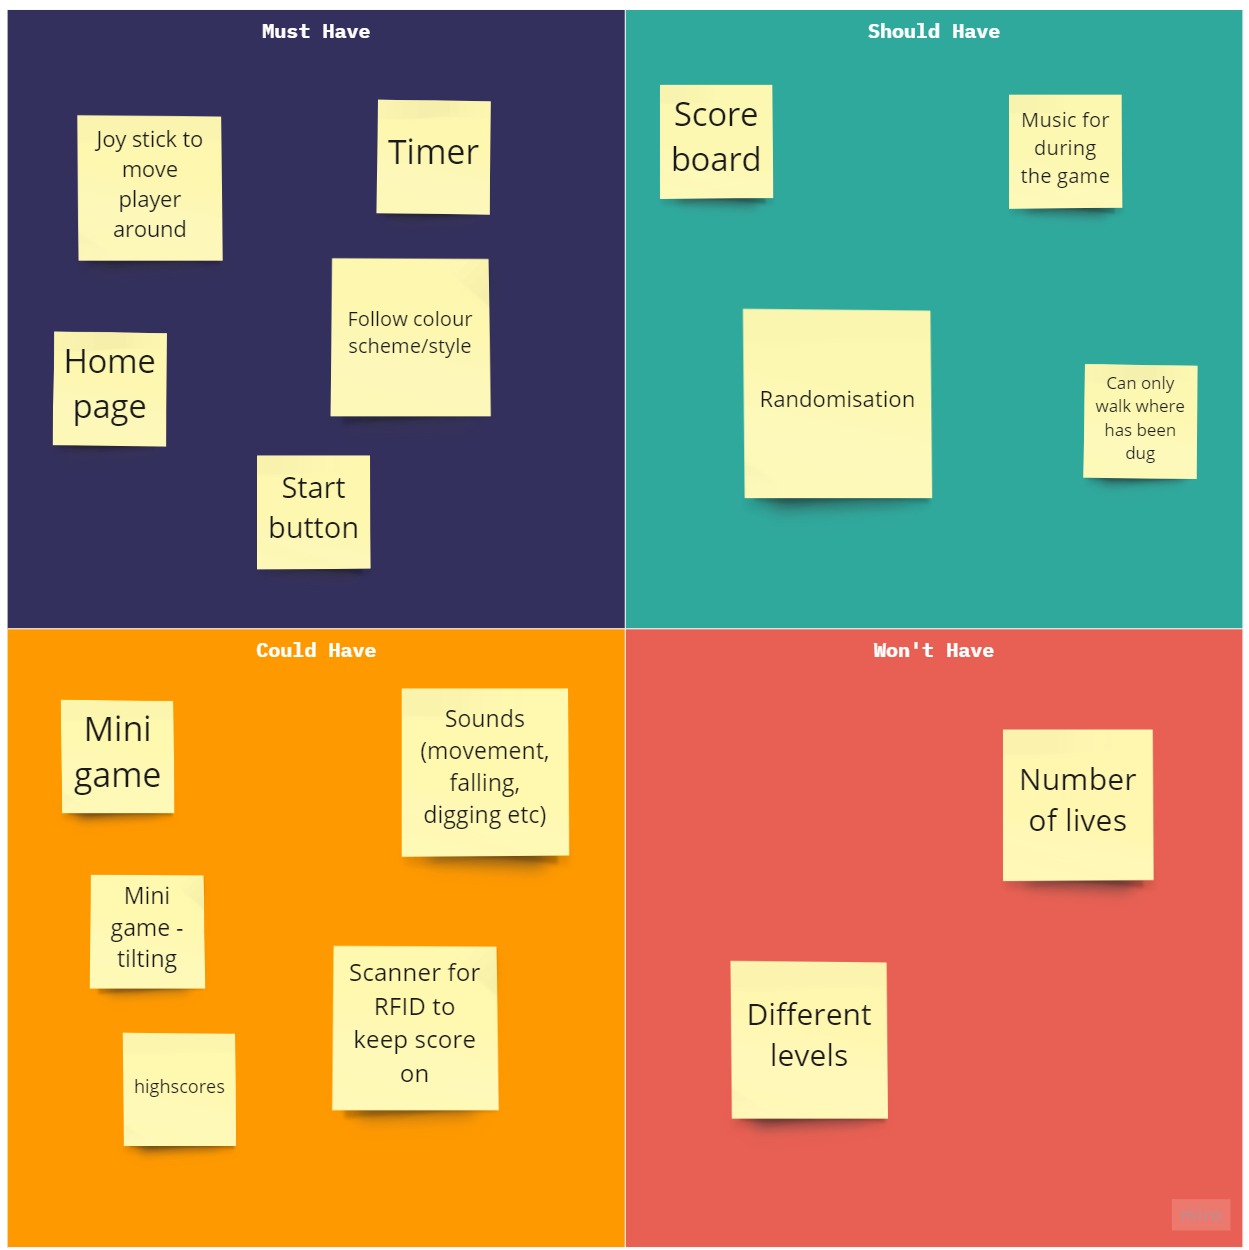 Must Have
Joy stick to
move
player
around
Timer
Follow colour
scheme/style
Home
page
Start
button
Should Have
Score
board
Music for
during
the game
Randomisation
Can only
walk where
has been
dug
Could Have
Mini
game
Sounds
(movement,
falling,
digging etc)
Mini
game -
tilting
Scanner for
RFID to
keep score
on
highscores
Won't Have
Number
of lives
Different
levels